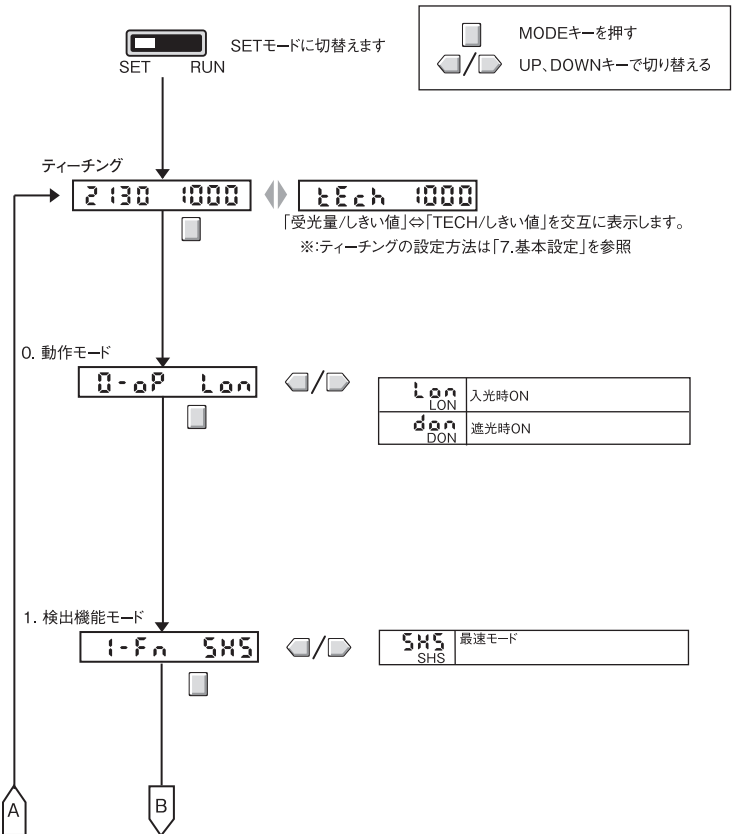 SETモードに切替えます
SET RUN
MODEキーを押す
/ UP、DOWNキーで切り替える
ティーチング
2130 1000
tEch 1000
「受光量/しきい値」⇔「TECH/しきい値」を交互に表示します。
※:ティーチングの設定方法は「7.基本設定」を参照
0. 動作モード
0-oP Lon
/
Lon LON 入光時ON
don DON 遮光時ON
1. 検出機能モード
1-Fn SHS
/
SHS SHS 最速モード
A
B